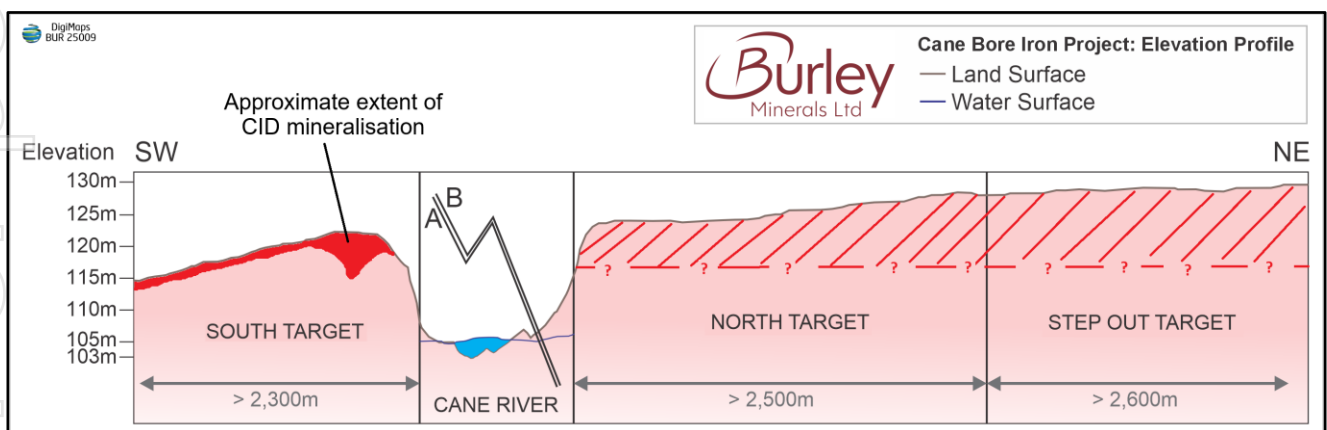 DigiMaps
BUR 25009
Burley
Minerals Ltd
Cane Bore Iron Project: Elevation Profile
Land Surface
Water Surface
Approximate extent of
CID mineralisation
Elevation
SW
NE
130m
125m
120m
115m
110m
105m
103m
A
B
SOUTH TARGET
CANE RIVER
NORTH TARGET
STEP OUT TARGET
? ? ? ? ? ? ? ? ?
> 2,300m
> 2,500m
> 2,600m